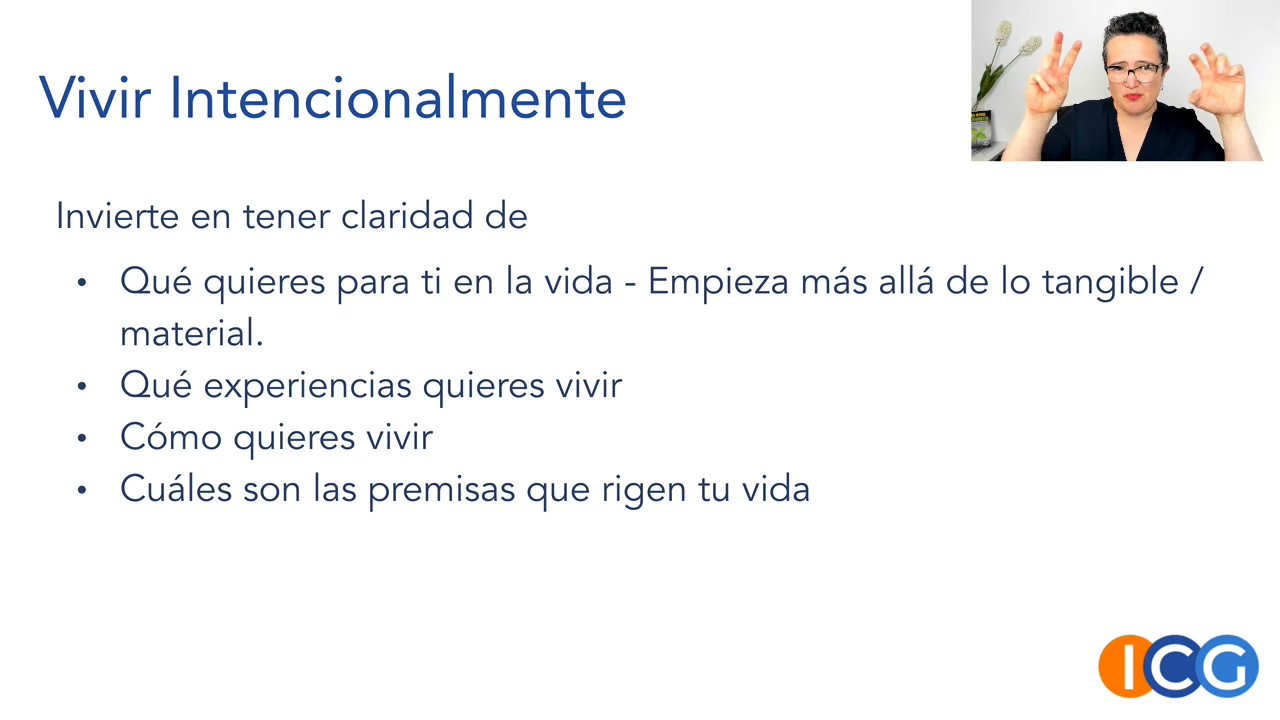 Vivir Intencionalmente
Invierte en tener claridad de
• Qué quieres para ti en la vida - Empieza más allá de lo tangible /
material.
• Qué experiencias quieres vivir
• Cómo quieres vivir
• Cuáles son las premisas que rigen tu vida
ICG